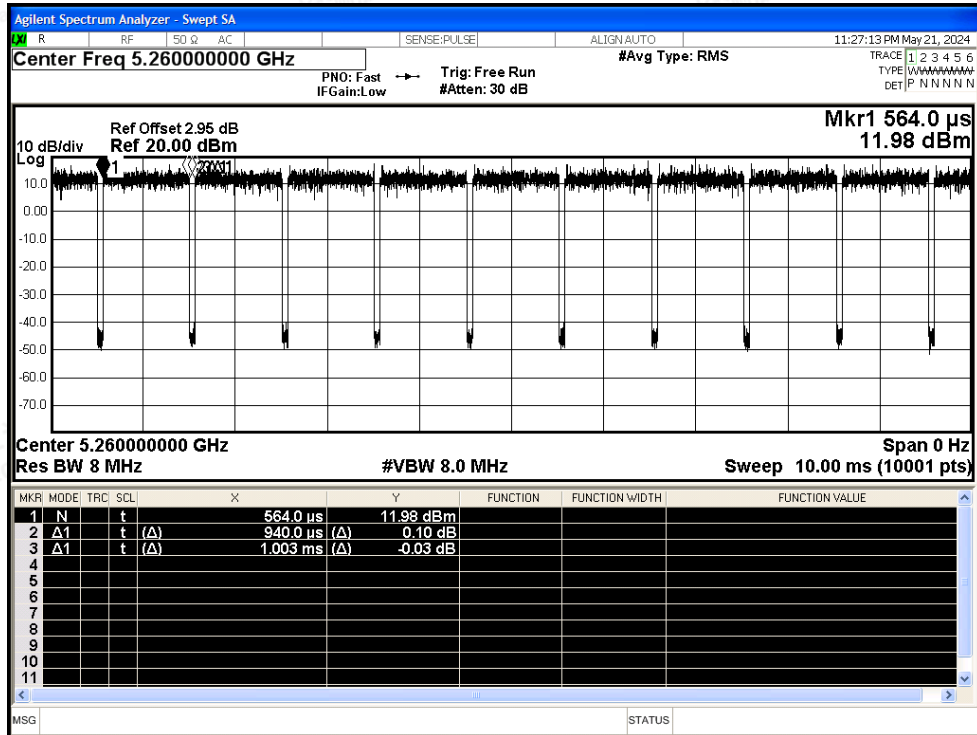 Agilent Spectrum Analyzer - Swept SA
LXI R RF 50 Ω AC SENSE:PULSE ALIGN AUTO 11:27:13 PM May 21, 2024
Center Freq 5.260000000 GHz #Avg Type: RMS TRACE 1 2 3 4 5 6
PNO: Fast Trig: Free Run TYPE WWWWWW
IFGain:Low #Atten: 30 dB DET P N N N N N
Mkr1 564.0 µs
Ref Offset 2.95 dB
10 dB/div Ref 20.00 dBm 11.98 dBm
Log
1
10.0
0.00
-10.0
-20.0
-30.0
-40.0
-50.0
-60.0
-70.0
Center 5.260000000 GHz Span 0 Hz
Res BW 8 MHz #VBW 8.0 MHz Sweep 10.00 ms (10001 pts)
MKR MODE TRC SCL X Y FUNCTION FUNCTION WIDTH FUNCTION VALUE
1 N t 564.0 µs 11.98 dBm
2 Δ1 t (Δ) 940.0 µs (Δ) 0.10 dB
3 Δ1 t (Δ) 1.003 ms (Δ) -0.03 dB
4
5
6
7
8
9
10
11
MSG STATUS